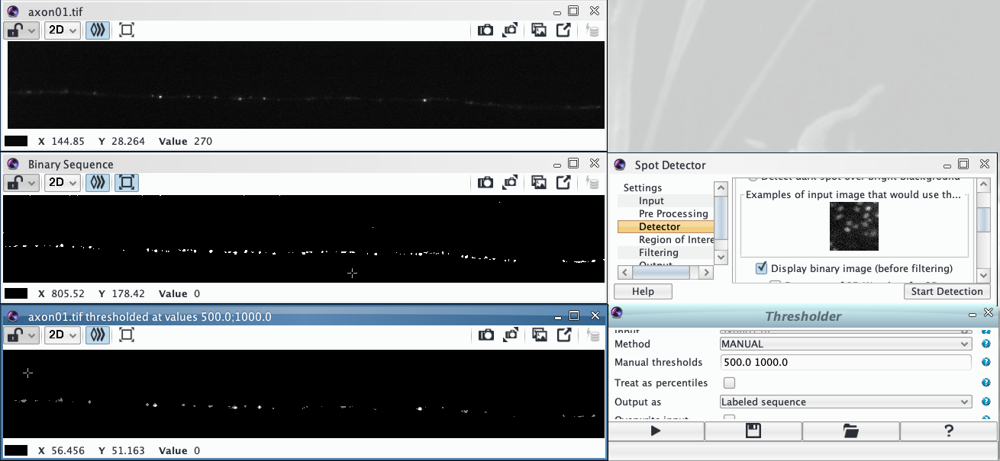 axon01.tif
2D
X 144.85 Y 28.264 Value 270
Binary Sequence
2D
X 805.52 Y 178.42 Value 0
axon01.tif thresholded at values 500.0;1000.0
2D
X 56.456 Y 51.163 Value 0
Spot Detector
Settings
Input
Pre Processing
Detector
Region of Intere
Filtering
Output
Detect dark spot over bright background
Examples of input image that would use th...
Display binary image (before filtering)
Help
Start Detection
Thresholder
Input
Method MANUAL
Manual thresholds 500.0 1000.0
Treat as percentiles
Output as Labeled sequence
Overwrite input
?